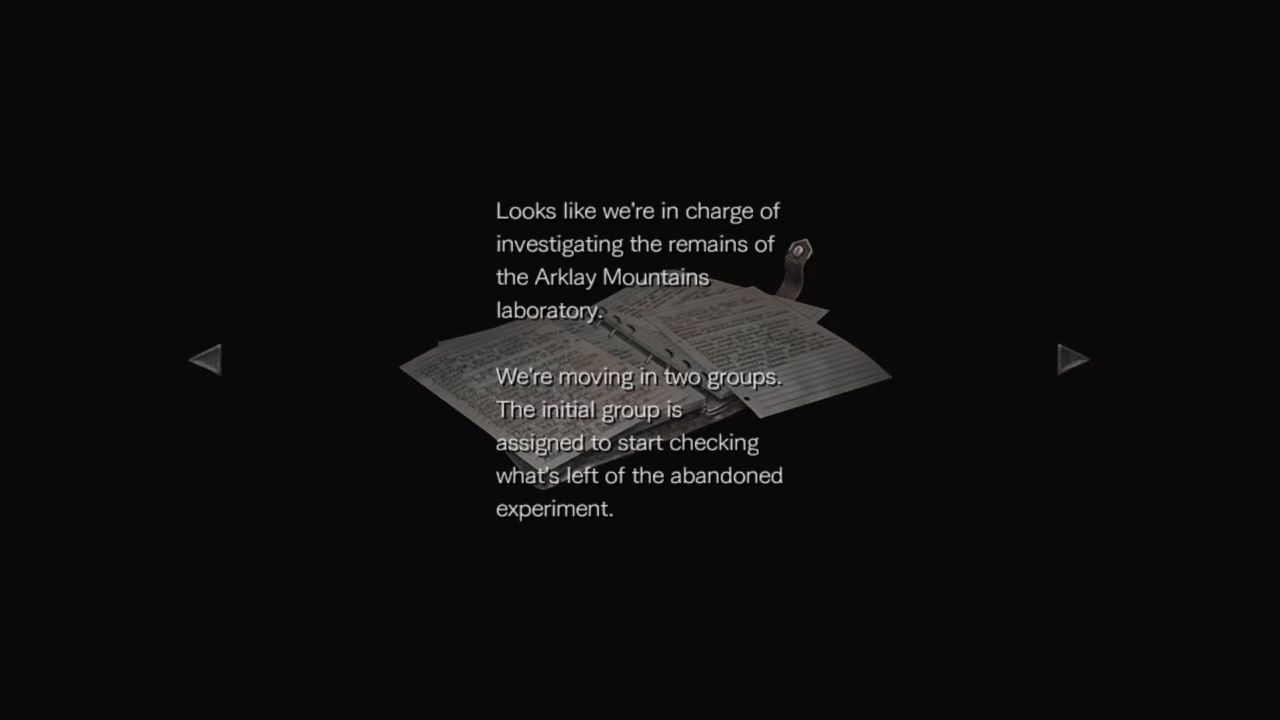 Looks like we're in charge of
investigating the remains of
the Arklay Mountains
laboratory.
We're moving in two groups.
The initial group is
assigned to start checking
what's left of the abandoned
experiment.